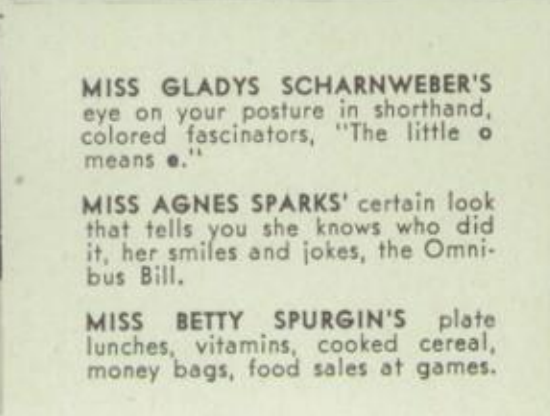 MISS GLADYS SCHARNWEBER'S
eye on your posture in shorthand,
colored fascinators, "The little o
means e."
MISS AGNES SPARKS' certain look
that tells you she knows who did
it, her smiles and jokes, the Omni-
bus Bill.
MISS BETTY SPURGIN'S plate
lunches, vitamins, cooked cereal,
money bags, food sales at games.